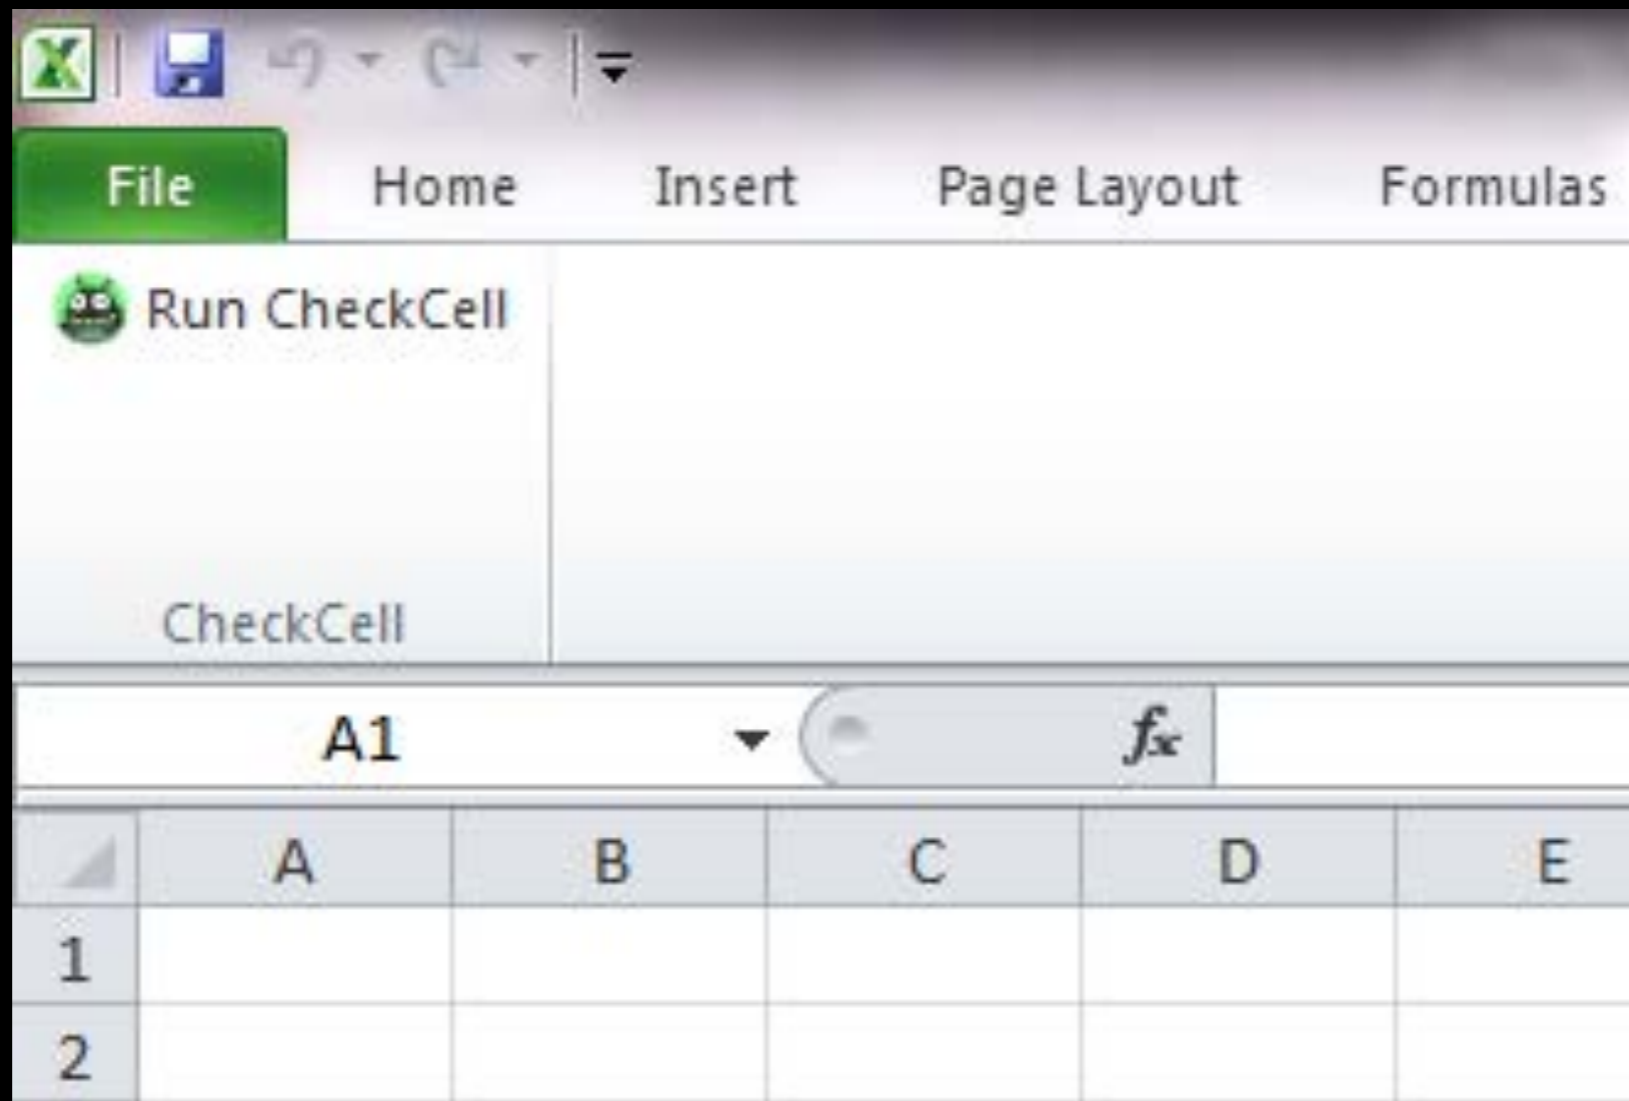 File Home Insert Page Layout Formulas
Run CheckCell
CheckCell
A1 fx
A B C D E
1
2